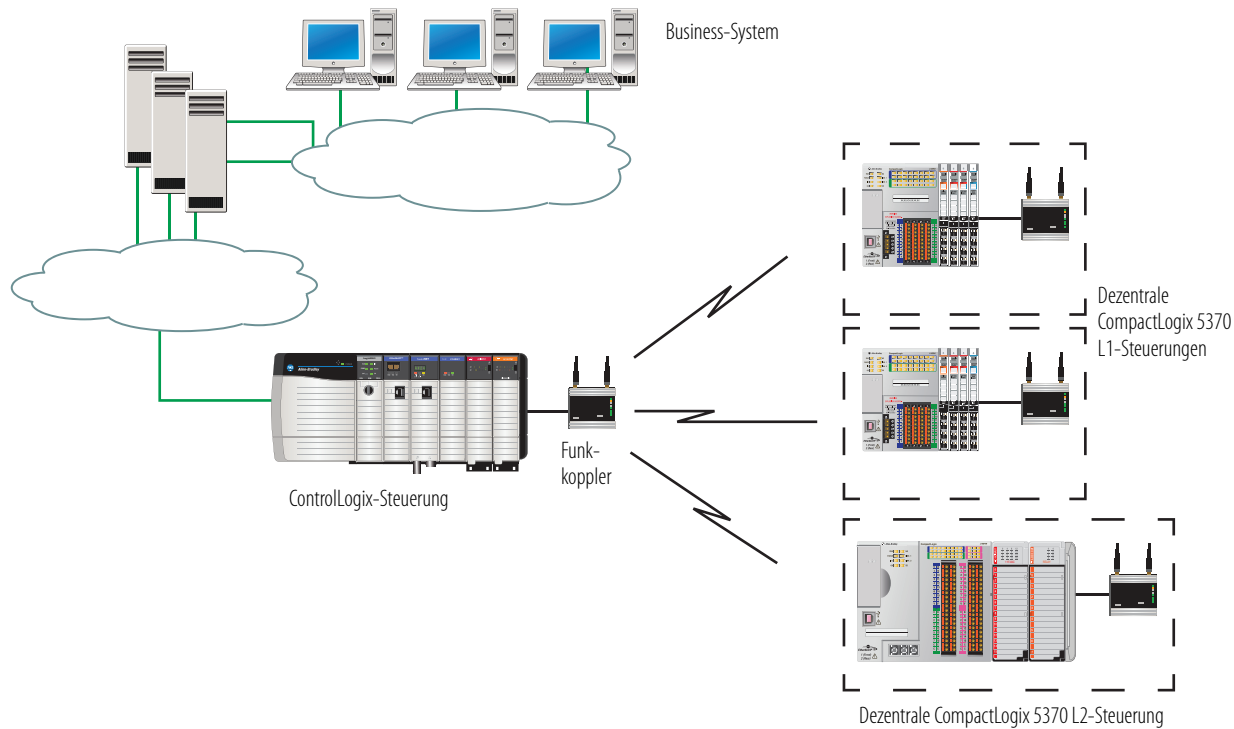 Business-System
Dezentrale
CompactLogix 5370
L1-Steuerungen
Funk-
koppler
ControlLogix-Steuerung
Dezentrale CompactLogix 5370 L2-Steuerung